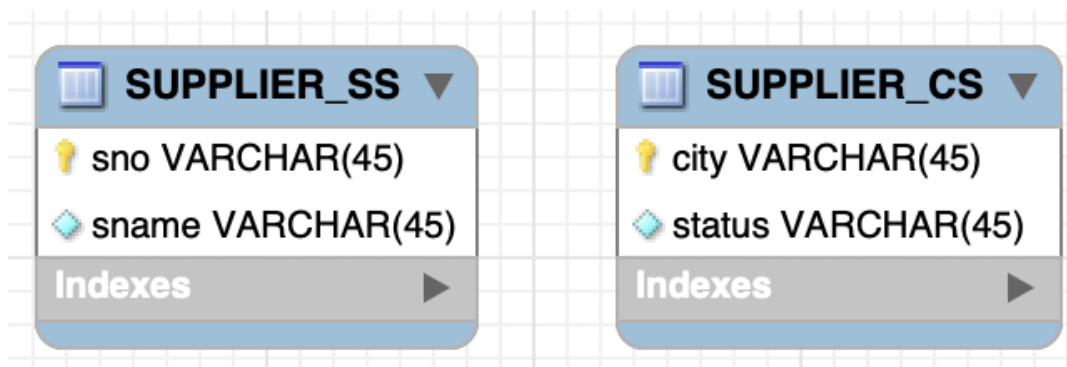 SUPPLIER_SS
sno VARCHAR(45)
sname VARCHAR(45)
Indexes
SUPPLIER_CS
city VARCHAR(45)
status VARCHAR(45)
Indexes